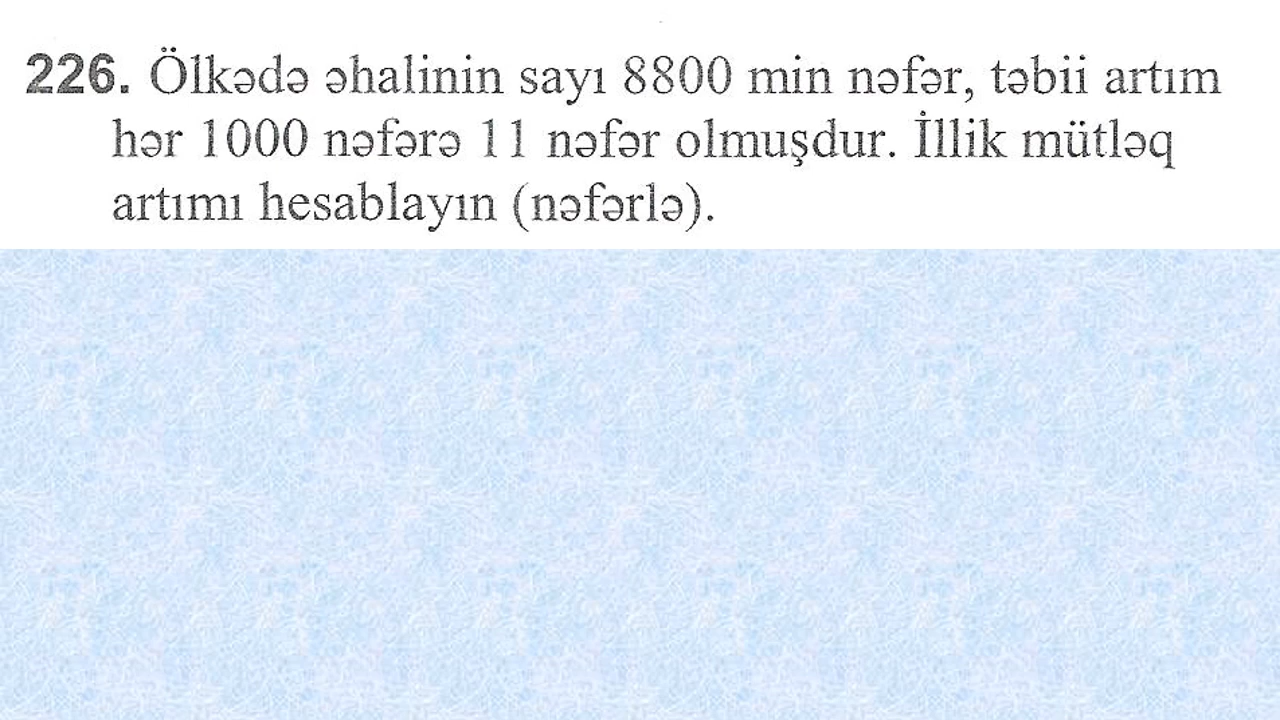 226. Ölkədə əhalinin sayı 8800 min nəfər, təbii artım
hər 1000 nəfərə 11 nəfər olmuşdur. İllik mütləq
artımı hesablayın (nəfərlə).